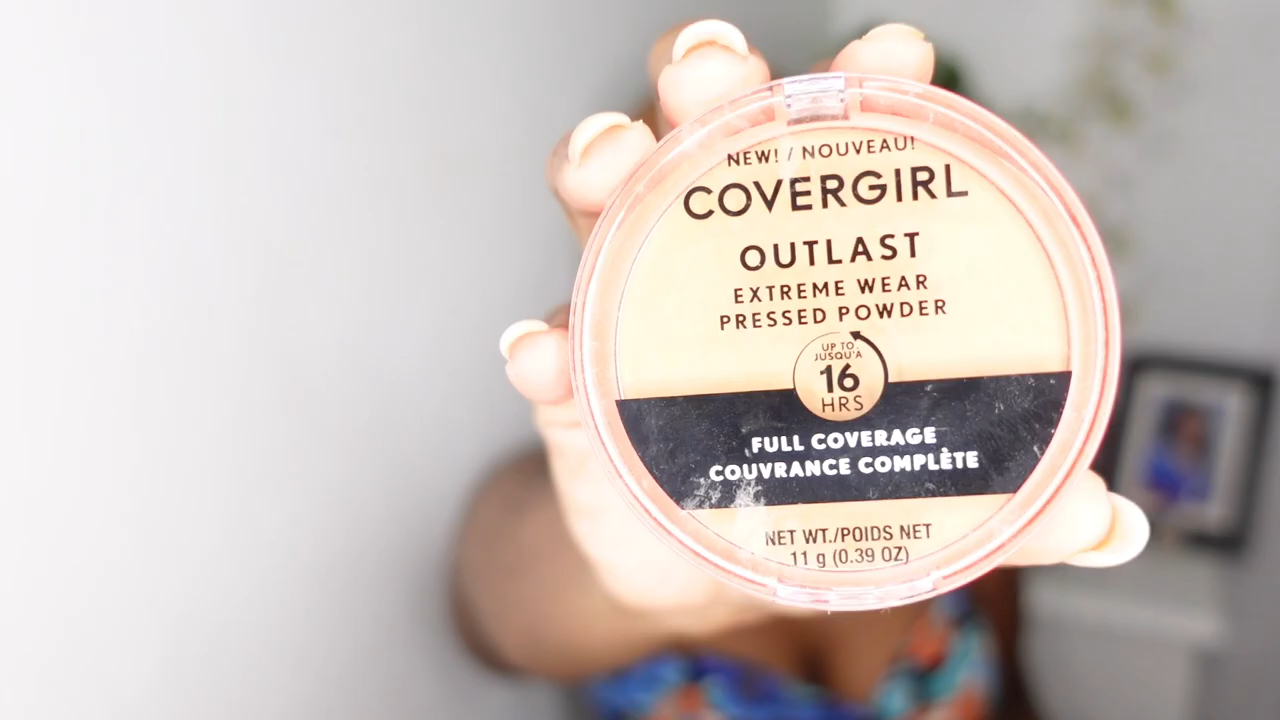 NEW! / NOUVEAU!
COVERGIRL
OUTLAST
EXTREME WEAR
PRESSED POWDER
UP TO
JUSQU'À
16
HRS
FULL COVERAGE
COUVRANCE COMPLÈTE
NET WT./POIDS NET
11 g (0.39 OZ)